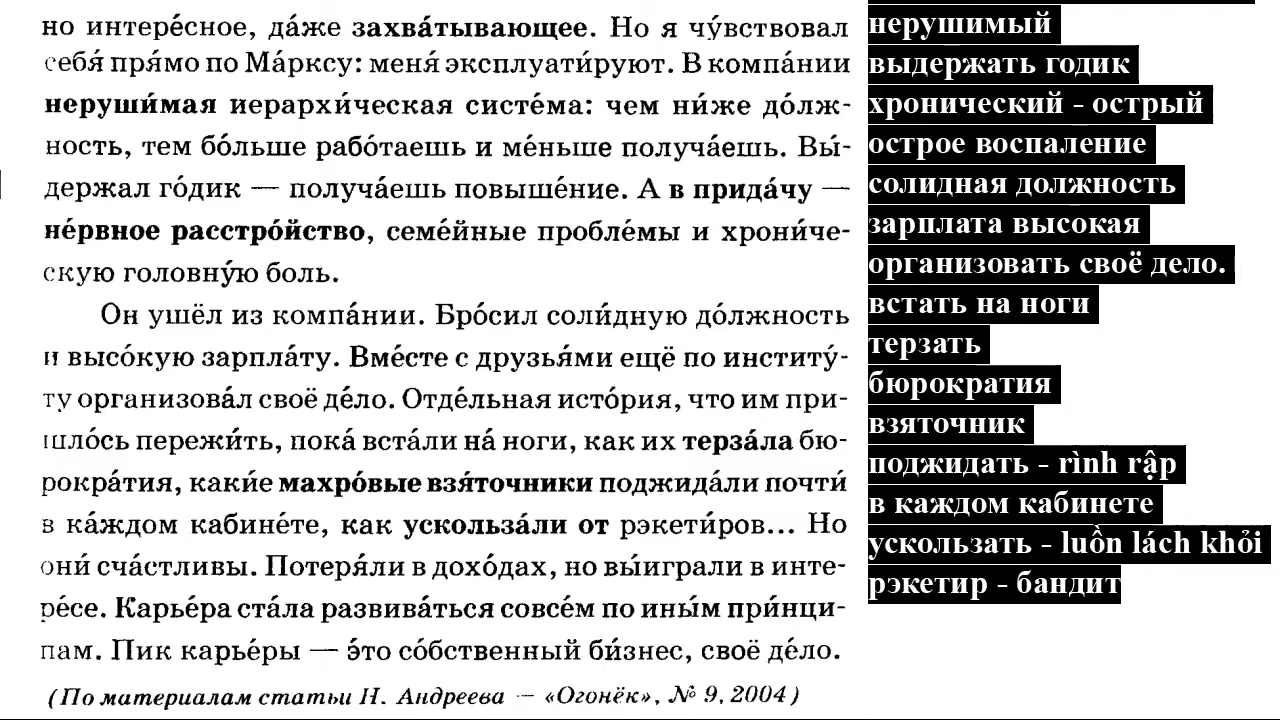 но интере́сное, да́же захва́тывающее. Но я чу́вствовал
себя́ пря́мо по Ма́рксу: меня́ эксплуати́руют. В компа́нии
неруши́мая иерархи́ческая систе́ма: чем ни́же до́лж-
ность, тем бо́льше рабо́таешь и ме́ньше получа́ешь. Вы́-
держал го́дик — получа́ешь повыше́ние. А в прида́чу —
не́рвное расстро́йство, семе́йные пробле́мы и хрони́че-
скую головну́ю боль.
Он ушёл из компа́нии. Бро́сил соли́дную до́лжность
и высо́кую зарпла́ту. Вме́сте с друзья́ми ещё по институ́-
ту организова́л своё де́ло. Отде́льная исто́рия, что им при-
шло́сь пережи́ть, пока́ вста́ли на́ ноги, как их терза́ла бю-
рокра́тия, каки́е махро́вые взя́точники поджида́ли почти́
в ка́ждом кабине́те, как ускольза́ли от рэкети́ров... Но
они́ сча́стливы. Потеря́ли в дохо́дах, но вы́играли в инте-
ре́се. Карье́ра ста́ла развива́ться совсе́м по ины́м при́нци-
пам. Пик карье́ры — э́то со́бственный би́знес, своё де́ло.
(По материалам статьи Н. Андреева — «Огонёк», № 9, 2004)
нерушимый
выдержать годик
хронический - острый
острое воспаление
солидная должность
зарплата высокая
организовать своё дело.
встать на ноги
терзать
бюрократия
взяточник
поджидать - rình rập
в каждом кабинете
ускользать - luồn lách khỏi
рэкетир - бандит